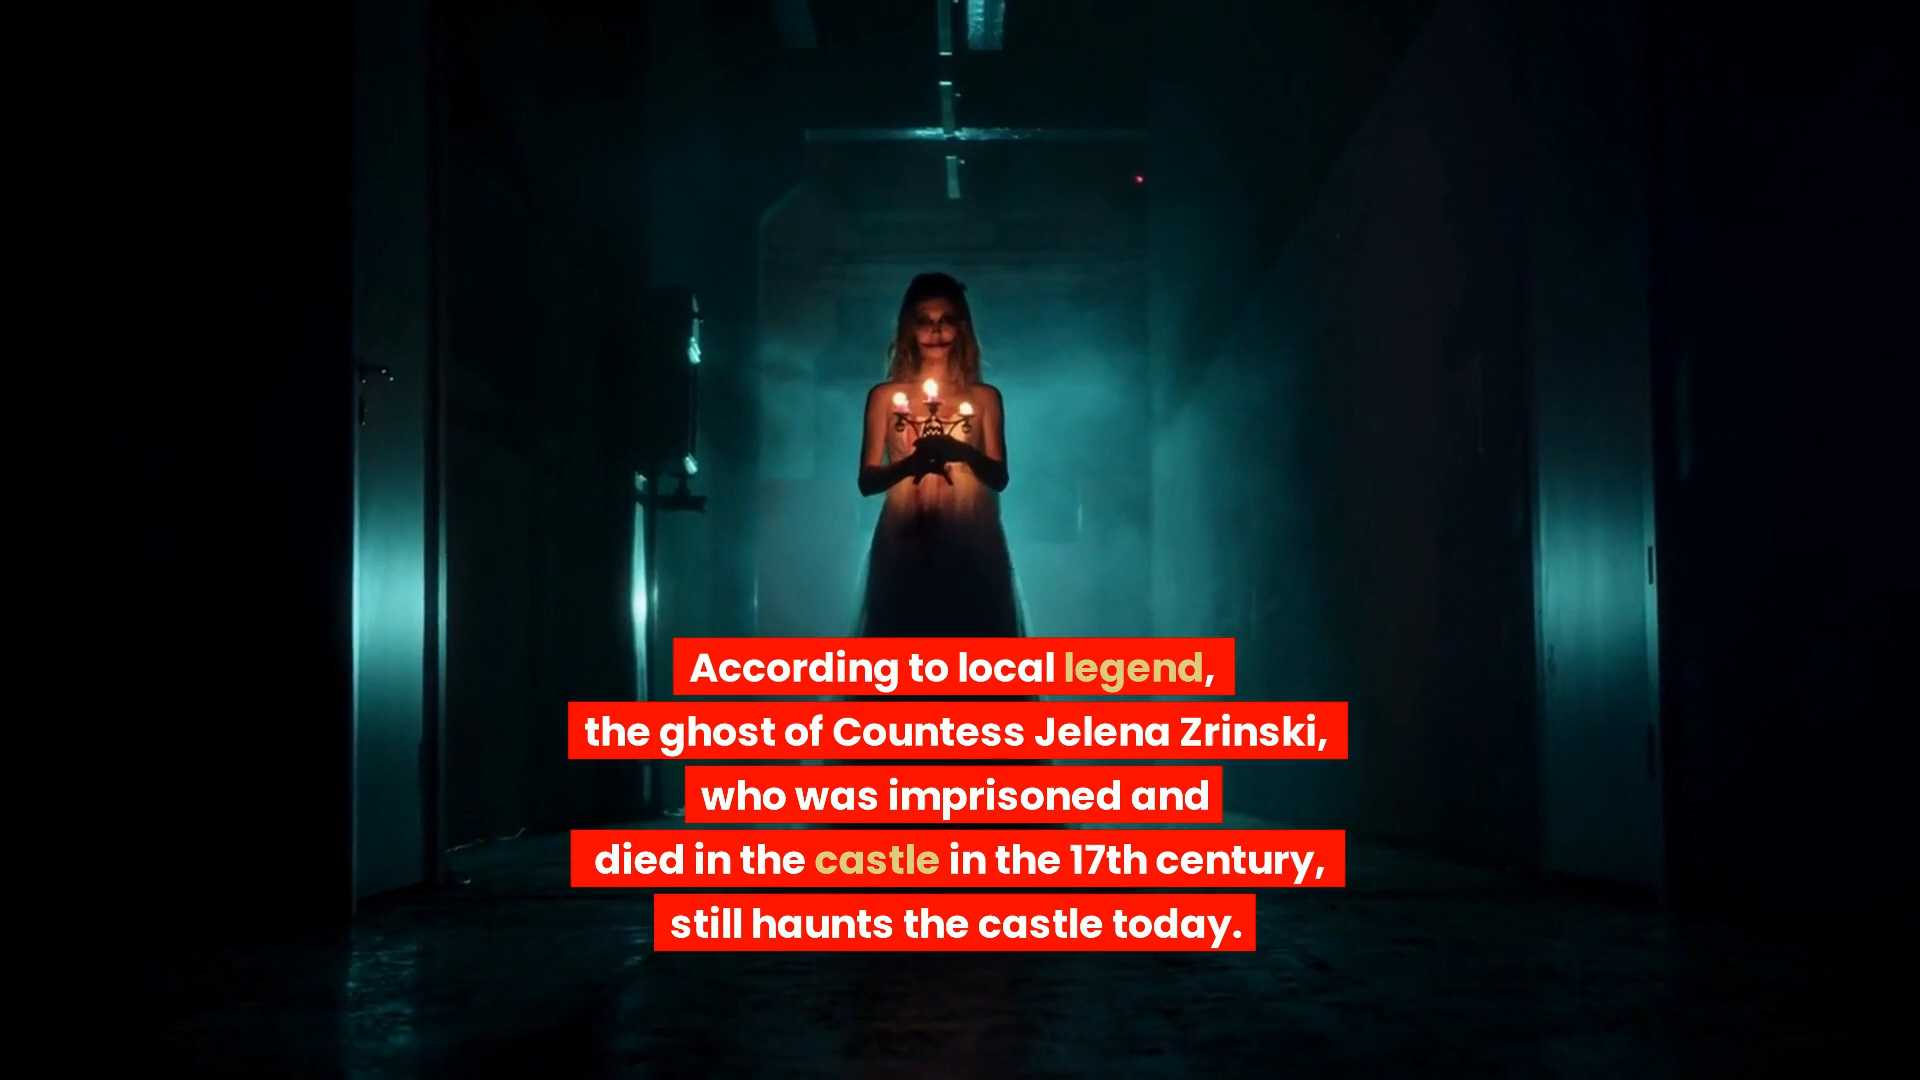 According to local legend,
the ghost of Countess Jelena Zrinski,
who was imprisoned and
died in the castle in the 17th century,
still haunts the castle today.